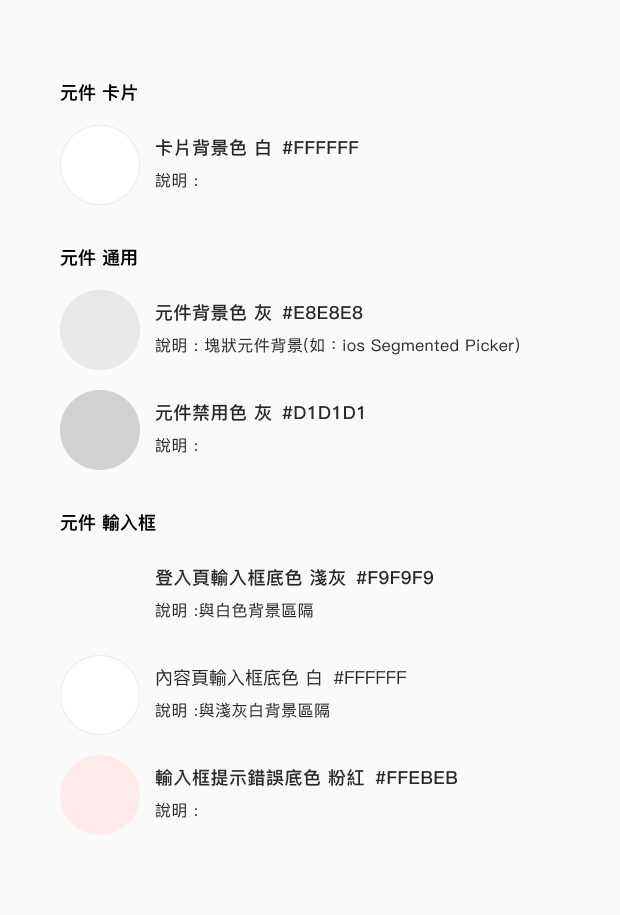 元件 卡片
卡片背景色 白 #FFFFFF
說明 :
元件 通用
元件背景色 灰 #E8E8E8
說明 : 塊狀元件背景(如：ios Segmented Picker)
元件禁用色 灰 #D1D1D1
說明 :
元件 輸入框
登入頁輸入框底色 淺灰 #F9F9F9
說明 :與白色背景區隔
內容頁輸入框底色 白 #FFFFFF
說明 :與淺灰白背景區隔
輸入框提示錯誤底色 粉紅 #FFEBEB
說明 :